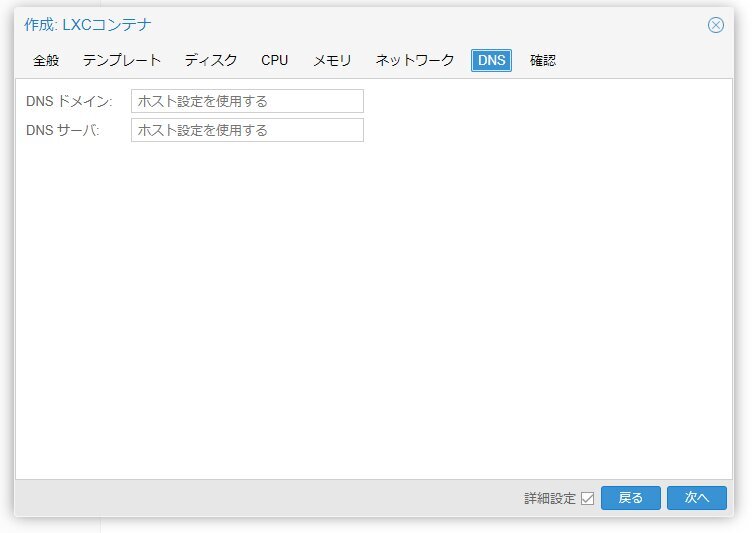 作成: LXCコンテナ
全般 テンプレート ディスク CPU メモリ ネットワーク DNS 確認
DNS ドメイン: ホスト設定を使用する
DNS サーバ: ホスト設定を使用する
詳細設定 戻る 次へ